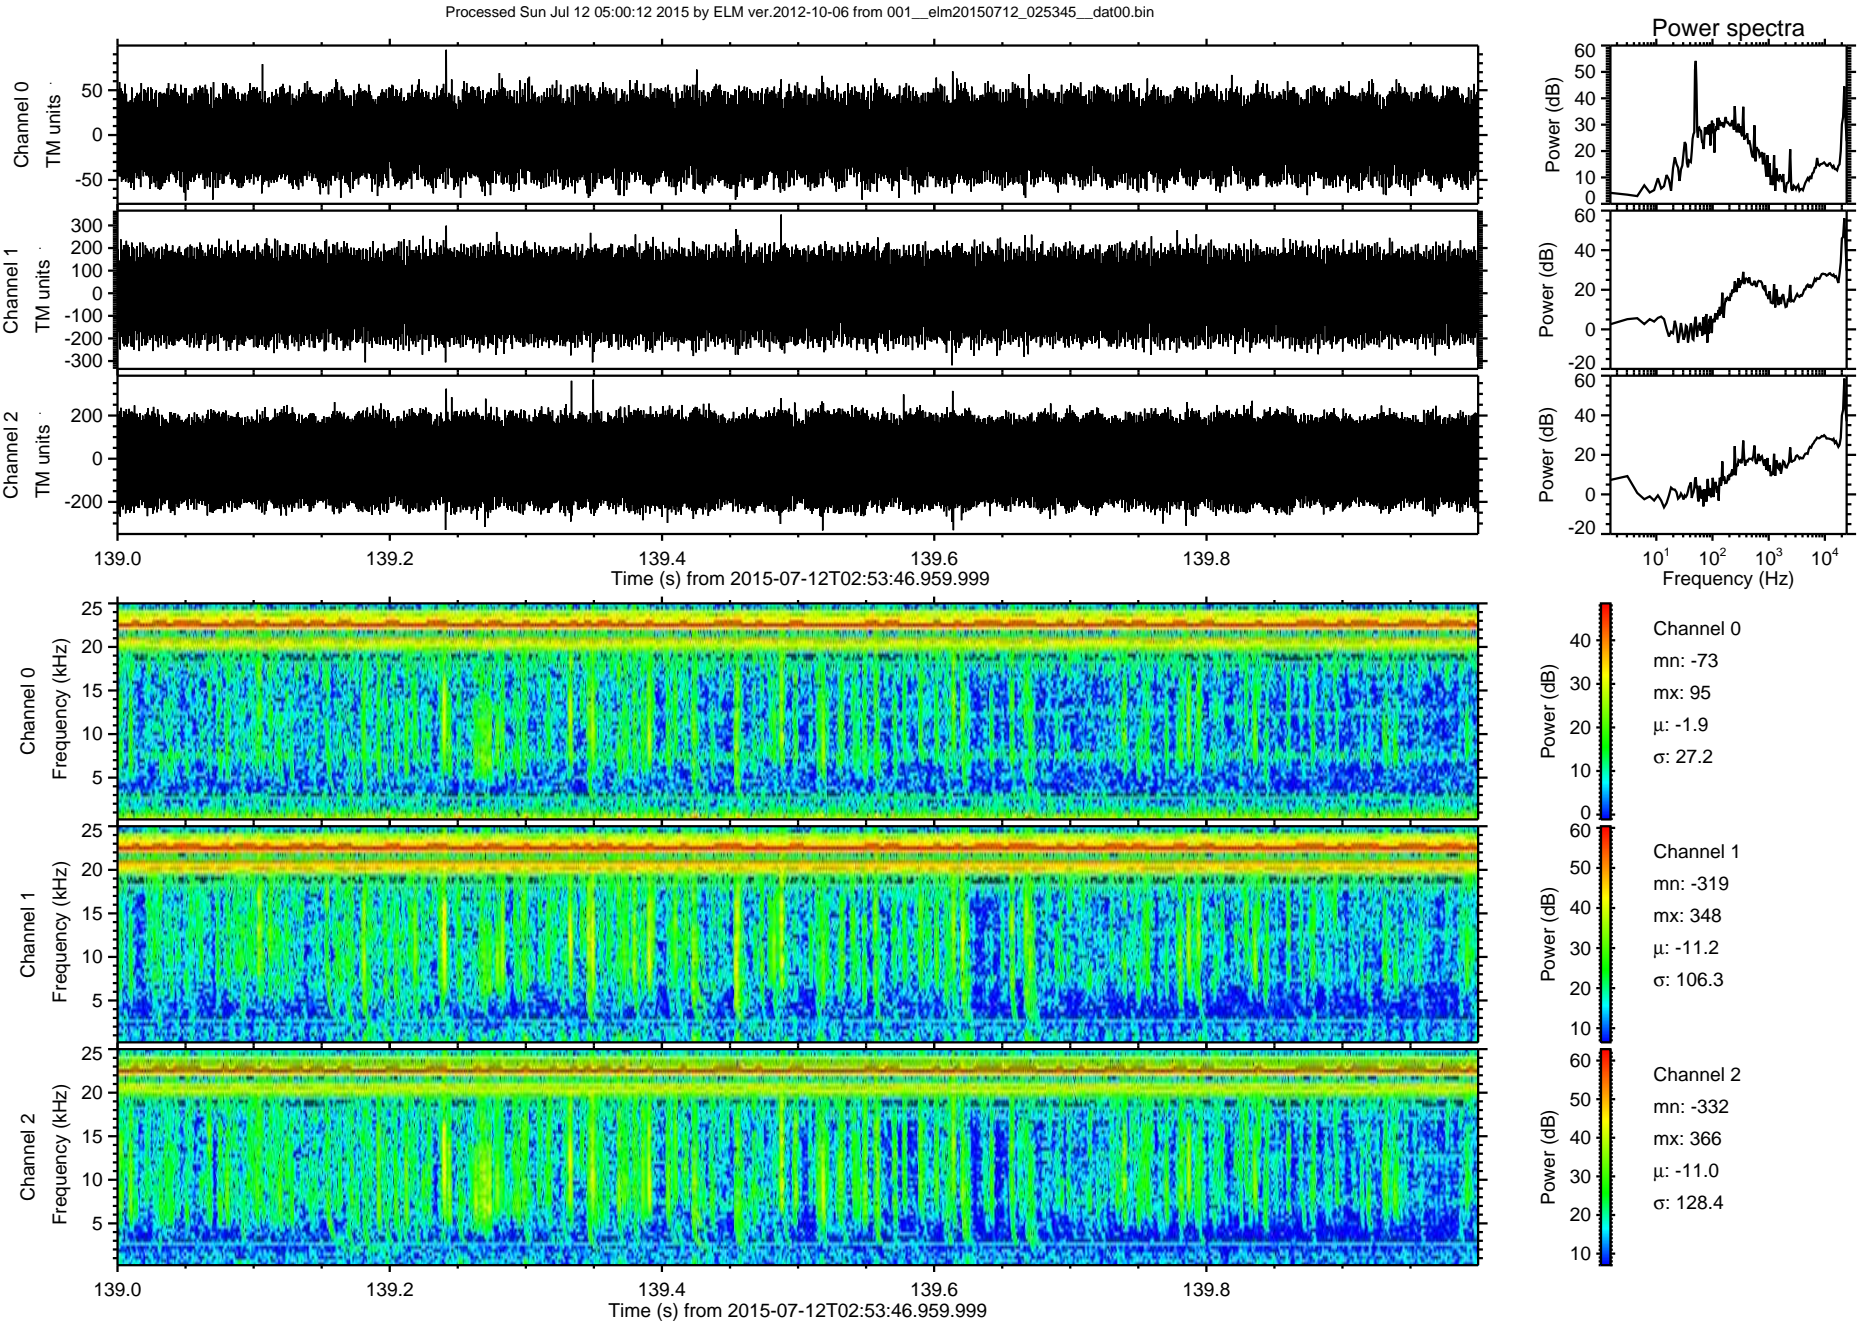 Processed Sun Jul 12 05:00:12 2015 by ELM ver.2012-10-06 from 001__elm20150712_025345__dat00.bin
Power spectra
Channel 0
TM units
50
0
-50
Power (dB)
60
50
40
30
20
10
0
Channel 1
TM units
300
200
100
0
-100
-200
-300
Power (dB)
60
40
20
0
-20
Channel 2
TM units
200
0
-200
Power (dB)
60
40
20
0
-20
139.0 139.2 139.4 139.6 139.8
Time (s) from 2015-07-12T02:53:46.959.999
10¹ 10² 10³ 10⁴
Frequency (Hz)
Channel 0
Frequency (kHz)
25
20
15
10
5
Power (dB)
40
30
20
10
0
Channel 0
mn: -73
mx: 95
µ: -1.9
σ: 27.2
Channel 1
Frequency (kHz)
25
20
15
10
5
Power (dB)
60
50
40
30
20
10
Channel 1
mn: -319
mx: 348
µ: -11.2
σ: 106.3
Channel 2
Frequency (kHz)
25
20
15
10
5
Power (dB)
60
50
40
30
20
10
Channel 2
mn: -332
mx: 366
µ: -11.0
σ: 128.4
139.0 139.2 139.4 139.6 139.8
Time (s) from 2015-07-12T02:53:46.959.999